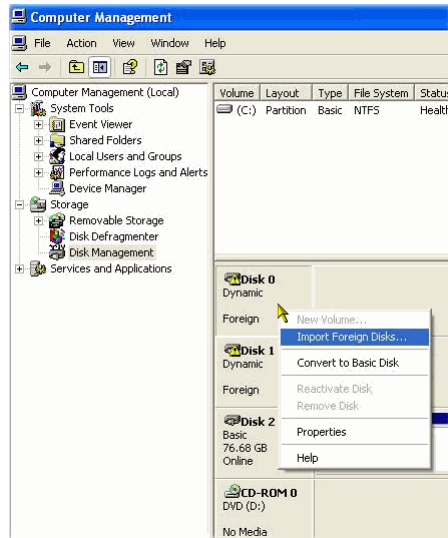 Computer Management
File Action View Window Help
Computer Management (Local)
System Tools
Event Viewer
Shared Folders
Local Users and Groups
Performance Logs and Alerts
Device Manager
Storage
Removable Storage
Disk Defragmenter
Disk Management
Services and Applications
Volume Layout Type File System Status
(C:) Partition Basic NTFS Health
Disk 0
Dynamic
Foreign
Disk 1
Dynamic
Foreign
Disk 2
Basic
76.68 GB
Online
CD-ROM 0
DVD (D:)
No Media
New Volume...
Import Foreign Disks...
Convert to Basic Disk
Reactivate Disk
Remove Disk
Properties
Help